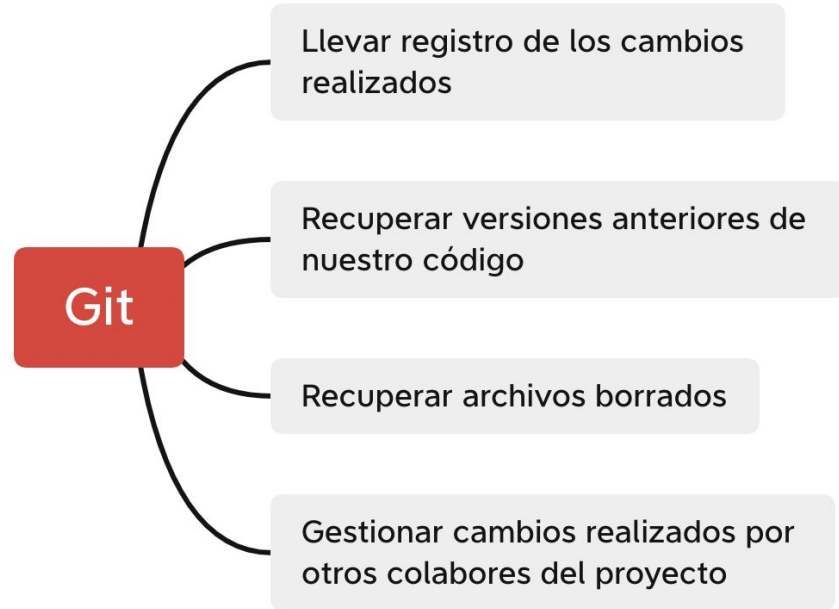 Llevar registro de los cambios
realizados
Recuperar versiones anteriores de
nuestro código
Git
Recuperar archivos borrados
Gestionar cambios realizados por
otros colabores del proyecto